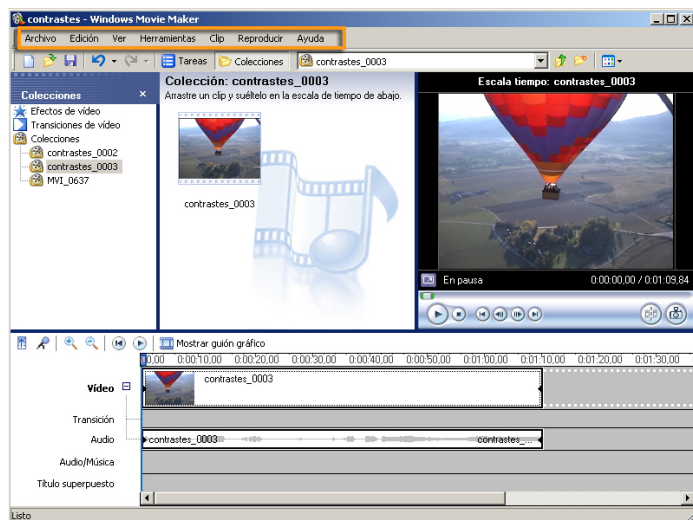 contrastes - Windows Movie Maker
Archivo Edición Ver Herramientas Clip Reproducir Ayuda
Tareas Colecciones contrastes_0003
Colecciones ×
Efectos de vídeo
Transiciones de vídeo
Colecciones
contrastes_0002
contrastes_0003
MVI_0637
Colección: contrastes_0003
Arrastre un clip y suéltelo en la escala de tiempo de abajo.
contrastes_0003
Escala tiempo: contrastes_0003
En pausa 0:00:00,00 / 0:01:09,84
Mostrar guión gráfico
0,00 0:00:10,00 0:00:20,00 0:00:30,00 0:00:40,00 0:00:50,00 0:01:00,00 0:01:10,00 0:01:20,00 0:01:30,00
Vídeo contrastes_0003
Transición
Audio contrastes_0003 contrastes_...
Audio/Música
Título superpuesto
Listo